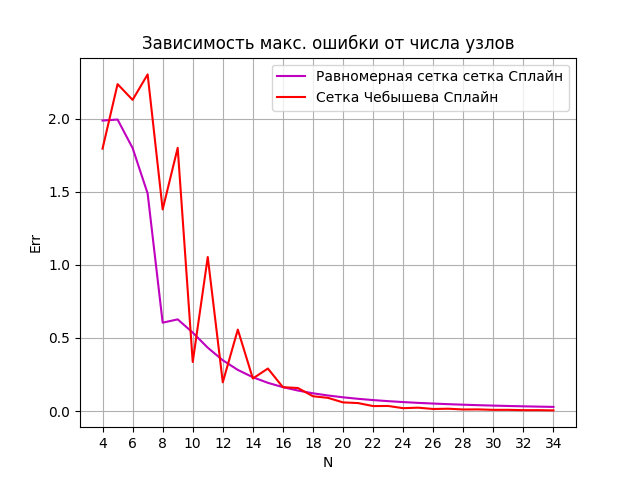 Зависимость макс. ошибки от числа узлов
Равномерная сетка сетка Сплайн
Сетка Чебышева Сплайн
Err
2.0
1.5
1.0
0.5
0.0
4 6 8 10 12 14 16 18 20 22 24 26 28 30 32 34
N